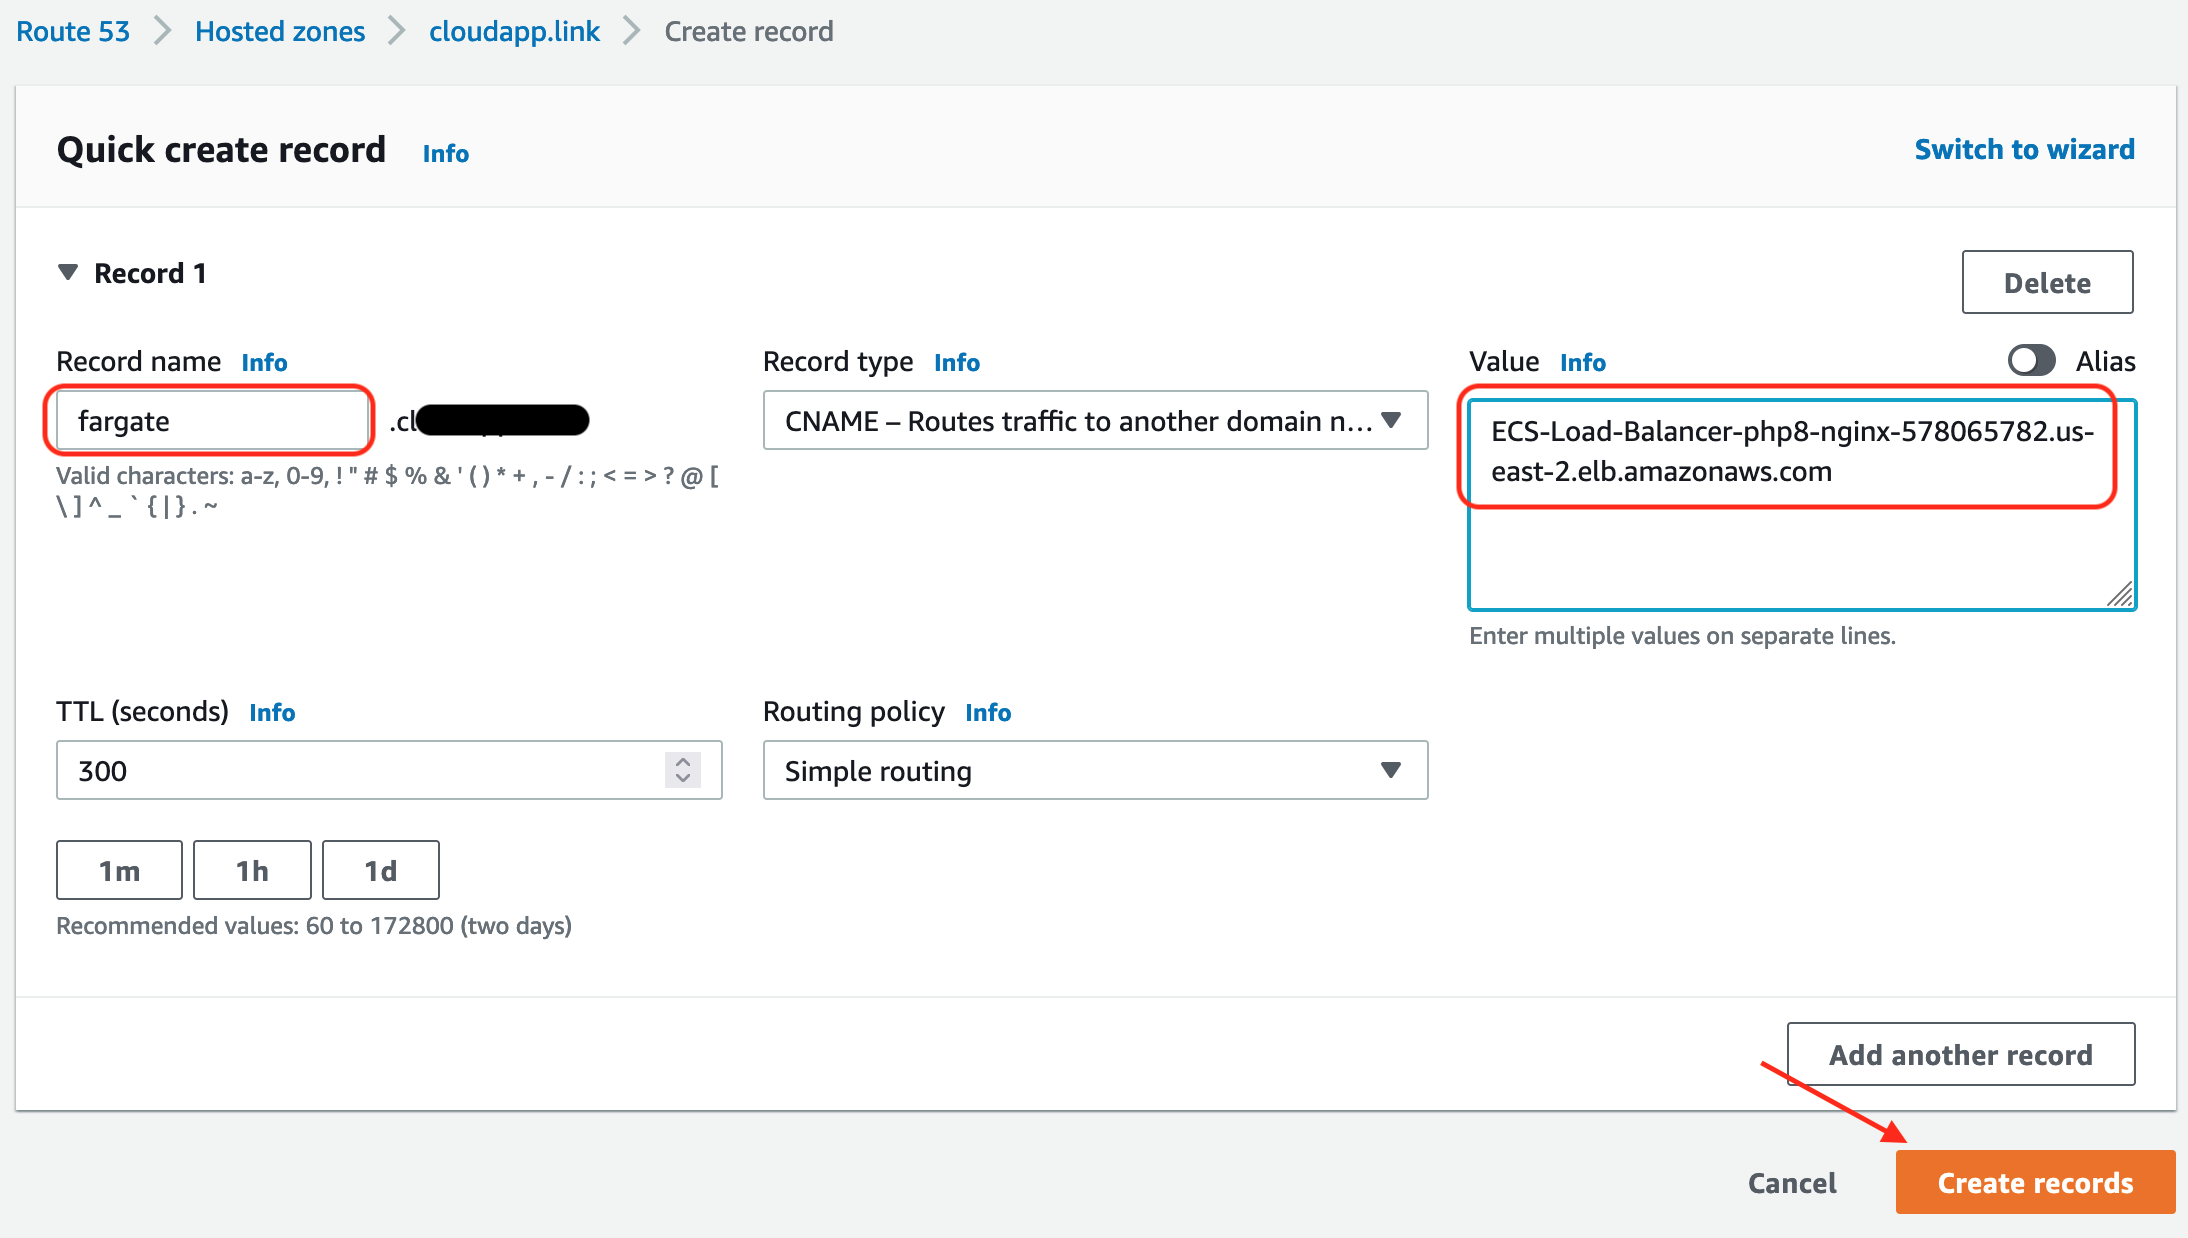 Route 53 > Hosted zones > cloudapp.link > Create record
Quick create record Info
Switch to wizard
Record 1
Delete
Record name Info
fargate
.cl
Valid characters: a-z, 0-9, ! " # $ % & ' ( ) * + , - / : ; < = > ? @ [
\ ] ^ _ ` { | } . ~
Record type Info
CNAME – Routes traffic to another domain n...
Value Info
Alias
ECS-Load-Balancer-php8-nginx-578065782.us-
east-2.elb.amazonaws.com
Enter multiple values on separate lines.
TTL (seconds) Info
300
1m 1h 1d
Recommended values: 60 to 172800 (two days)
Routing policy Info
Simple routing
Add another record
Cancel
Create records